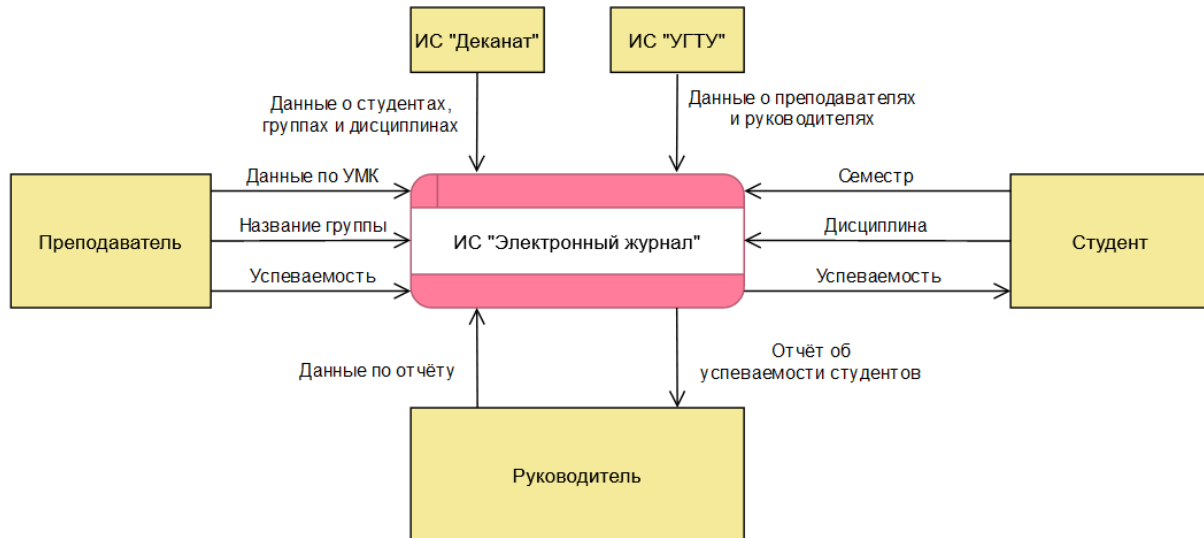 ИС "Деканат"
ИС "УГТУ"
Данные о студентах,
группах и дисциплинах
Данные о преподавателях
и руководителях
Преподаватель
Данные по УМК
Название группы
Успеваемость
ИС "Электронный журнал"
Семестр
Дисциплина
Успеваемость
Студент
Данные по отчёту
Отчёт об
успеваемости студентов
Руководитель